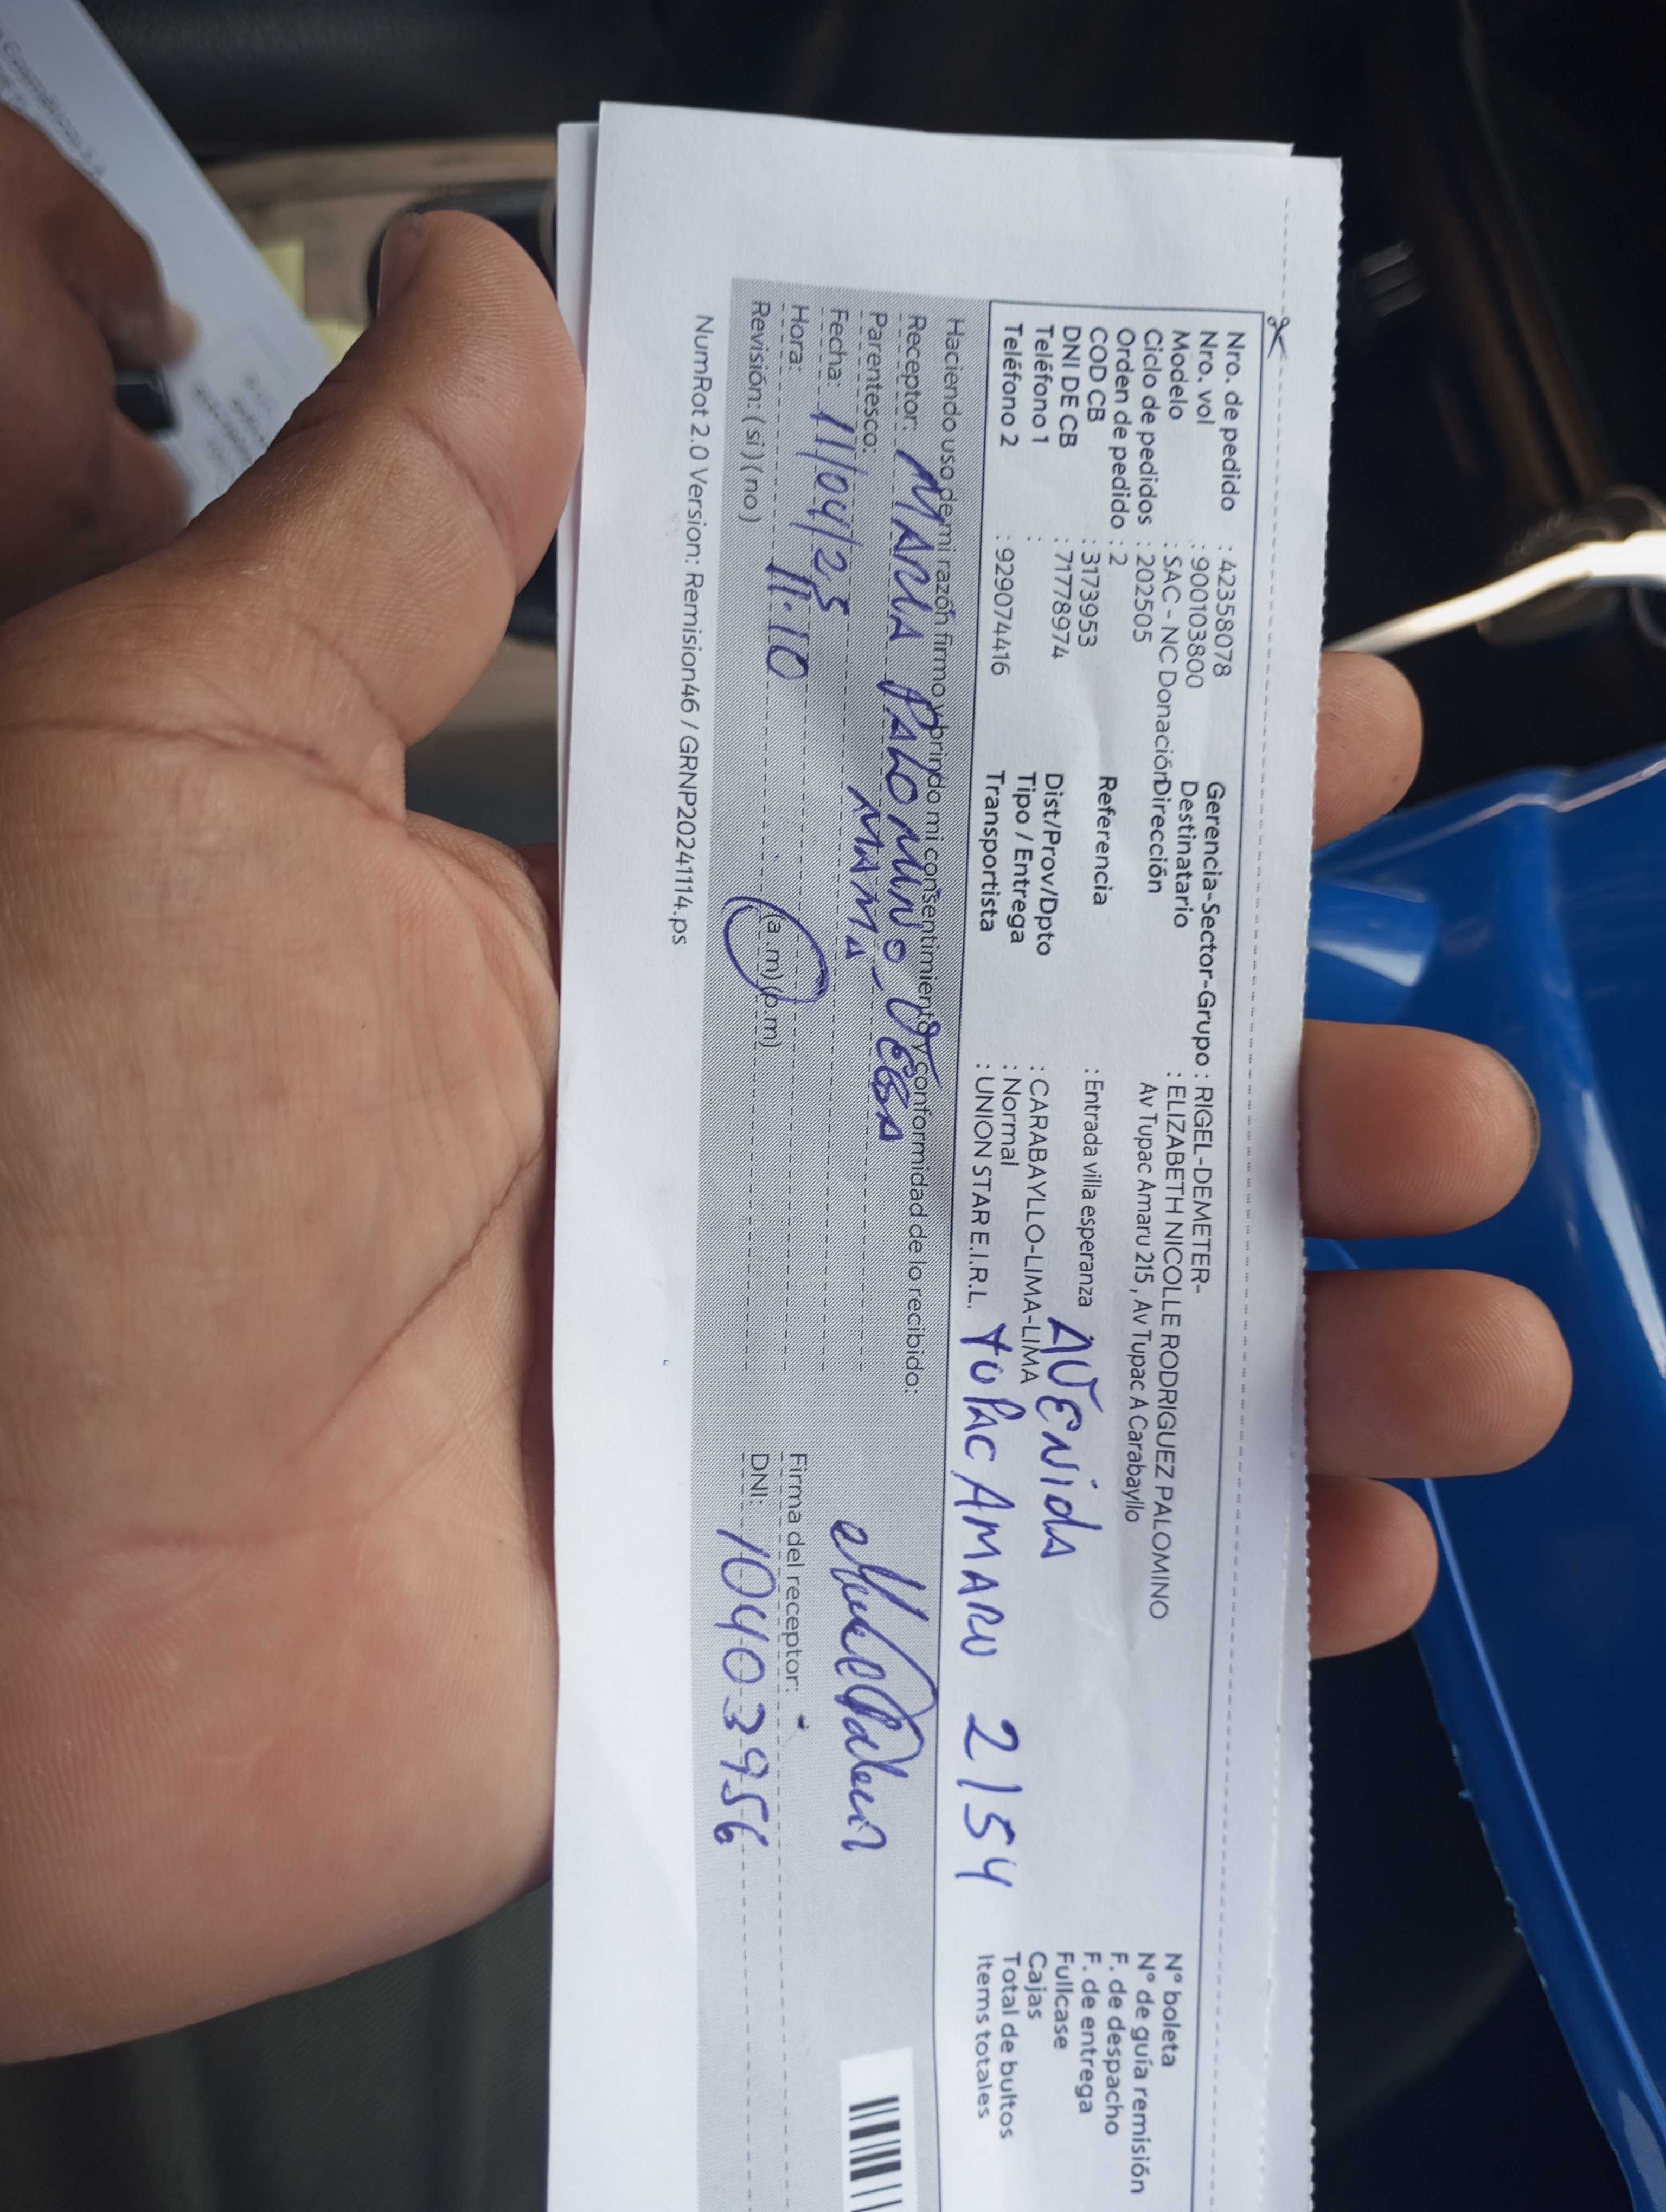 Nro. de pedido : 42358078
Nro. vol : 900103800
Modelo : SAC - NC Donación
Ciclo de pedidos : 202505
Orden de pedido : 2
COD CB : 3173953
DNI DE CB : 71778974
Teléfono 1 :
Teléfono 2 : 929074416
Gerencia-Sector-Grupo : RIGEL-DEMETER-
Destinatario : ELIZABETH NICOLLE RODRIGUEZ PALOMINO
Dirección Av Tupac Amaru 215 , Av Tupac A Carabayllo
Referencia : Entrada villa esperanza
Dist/Prov/Dpto : CARABAYLLO-LIMA-LIMA
Tipo / Entrega : Normal
Transportista : UNION STAR E.I.R.L.
AVENidA
tUPAC AMARU 2154
N° boleta
N° de guía remisión
F. de despacho
F. de entrega
Fullcase
Cajas
Total de bultos
Items totales
Haciendo uso de mi razón firmo y brindo mi consentimiento y conformidad de lo recibido:
Receptor: MARIA PALOMINO VEGA
Parentesco: MAMA
Fecha: 11/04/25
Hora: 11:10 (a.m) (p.m)
Revisión: (si) (no)
Firma del receptor:
DNI: 10403956
NumRot 2.0 Version: Remision46 / GRNP20241114.ps